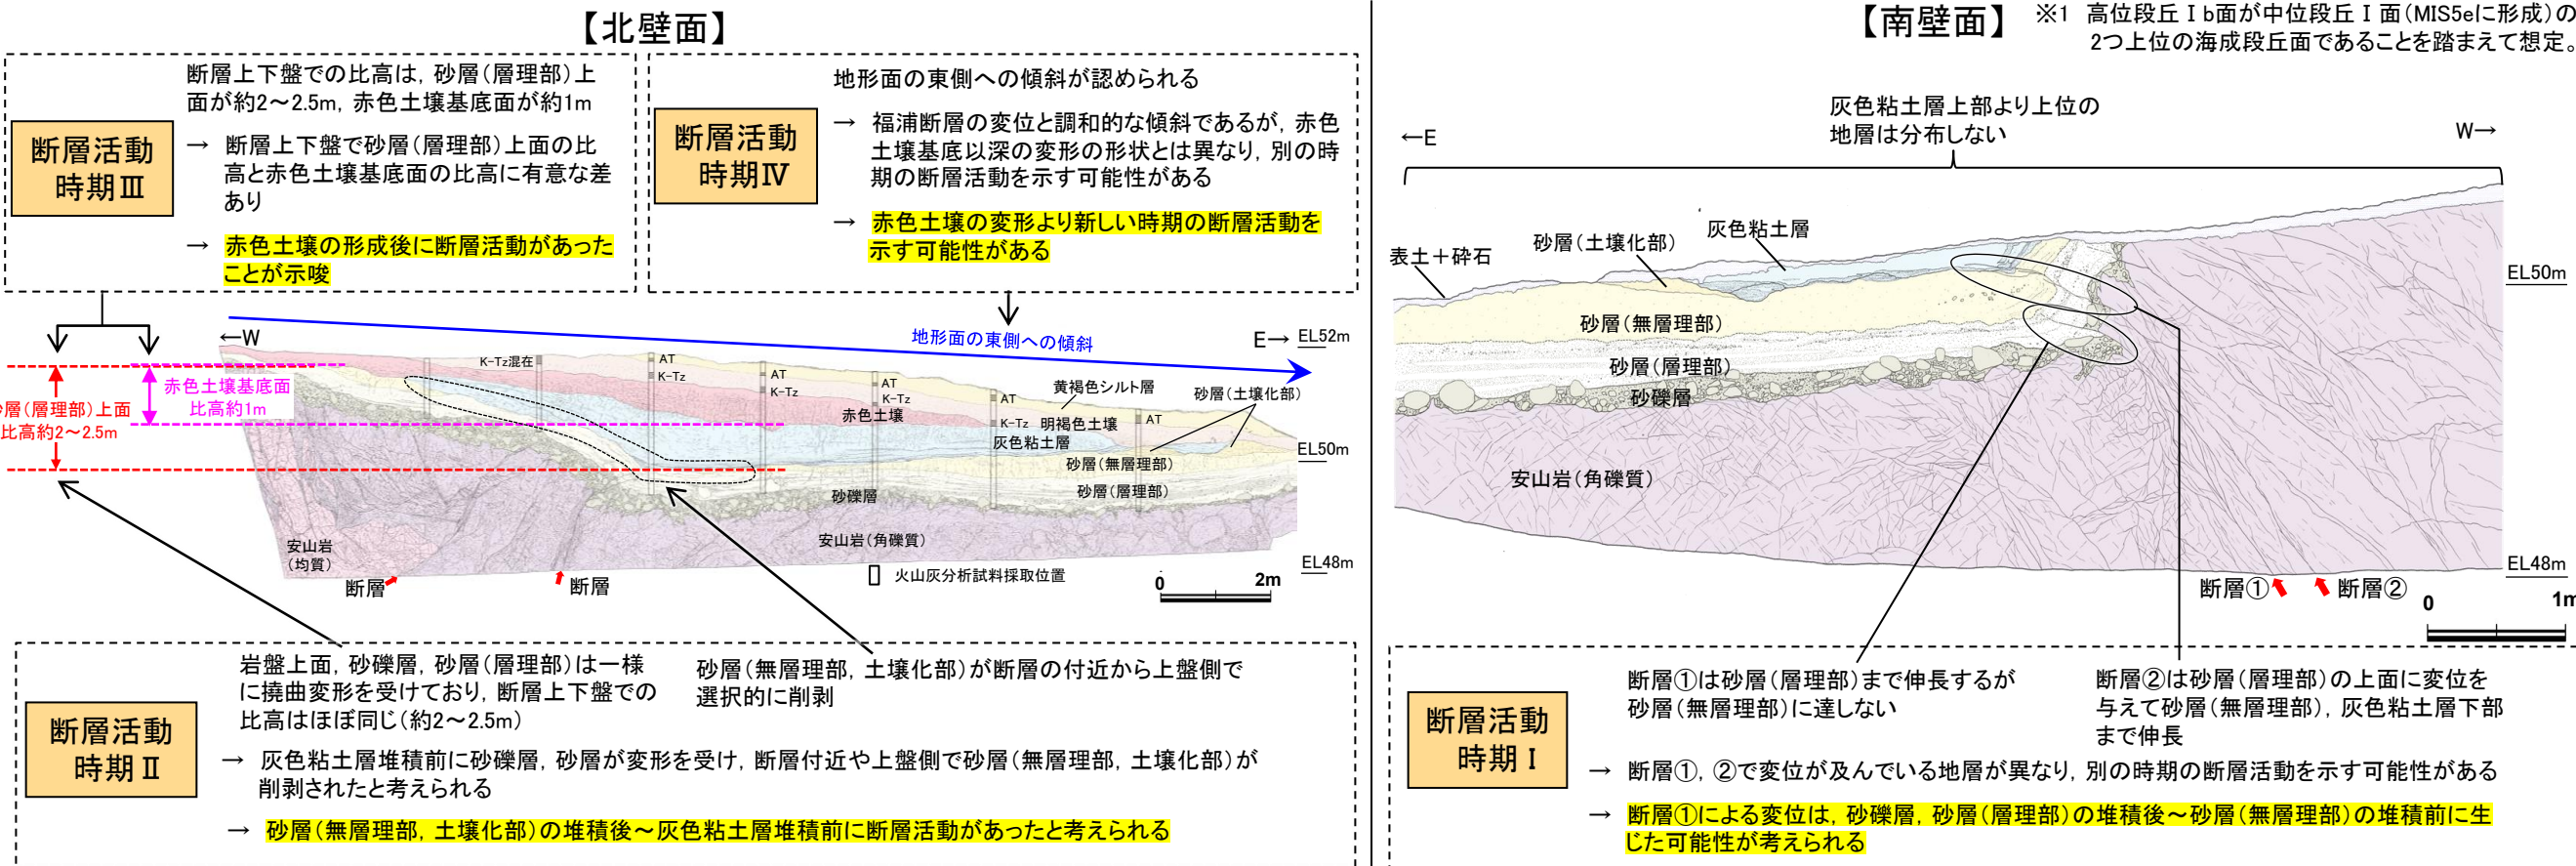 【北壁面】
断層活動
時期Ⅲ
断層上下盤での比高は，砂層(層理部)上
面が約2～2.5m，赤色土壌基底面が約1m
→ 断層上下盤で砂層(層理部)上面の比
高と赤色土壌基底面の比高に有意な差
あり
→ 赤色土壌の形成後に断層活動があった
ことが示唆
断層活動
時期Ⅳ
地形面の東側への傾斜が認められる
→ 福浦断層の変位と調和的な傾斜であるが，赤色
土壌基底以深の変形の形状とは異なり，別の時
期の断層活動を示す可能性がある
→ 赤色土壌の変形より新しい時期の断層活動を
示す可能性がある
←W
地形面の東側への傾斜
E→
EL52m
K-Tz混在
AT
K-Tz
AT
K-Tz
AT
K-Tz
AT
K-Tz
AT
黄褐色シルト層
砂層(土壌化部)
赤色土壌基底面
比高約1m
層(層理部)上面
比高約2～2.5m
赤色土壌
明褐色土壌
灰色粘土層
EL50m
砂層(無層理部)
砂層(層理部)
砂礫層
安山岩
(均質)
安山岩(角礫質)
EL48m
断層
断層
火山灰分析試料採取位置
0
2m
断層活動
時期Ⅱ
岩盤上面，砂礫層，砂層(層理部)は一様
に撓曲変形を受けており，断層上下盤での
比高はほぼ同じ(約2～2.5m)
砂層(無層理部，土壌化部)が断層の付近から上盤側で
選択的に削剥
→ 灰色粘土層堆積前に砂礫層，砂層が変形を受け，断層付近や上盤側で砂層(無層理部，土壌化部)が
削剥されたと考えられる
→ 砂層(無層理部，土壌化部)の堆積後～灰色粘土層堆積前に断層活動があったと考えられる
【南壁面】
※1 高位段丘Ⅰb面が中位段丘Ⅰ面(MIS5eに形成)の
2つ上位の海成段丘面であることを踏まえて想定。
灰色粘土層上部より上位の
地層は分布しない
←E
W→
表土＋砕石
砂層(土壌化部)
灰色粘土層
EL50m
砂層(無層理部)
砂層(層理部)
砂礫層
安山岩(角礫質)
EL48m
断層①
断層②
0
1m
断層活動
時期Ⅰ
断層①は砂層(層理部)まで伸長するが
砂層(無層理部)に達しない
断層②は砂層(層理部)の上面に変位を
与えて砂層(無層理部)，灰色粘土層下部
まで伸長
→ 断層①，②で変位が及んでいる地層が異なり，別の時期の断層活動を示す可能性がある
→ 断層①による変位は，砂礫層，砂層(層理部)の堆積後～砂層(無層理部)の堆積前に生
じた可能性が考えられる